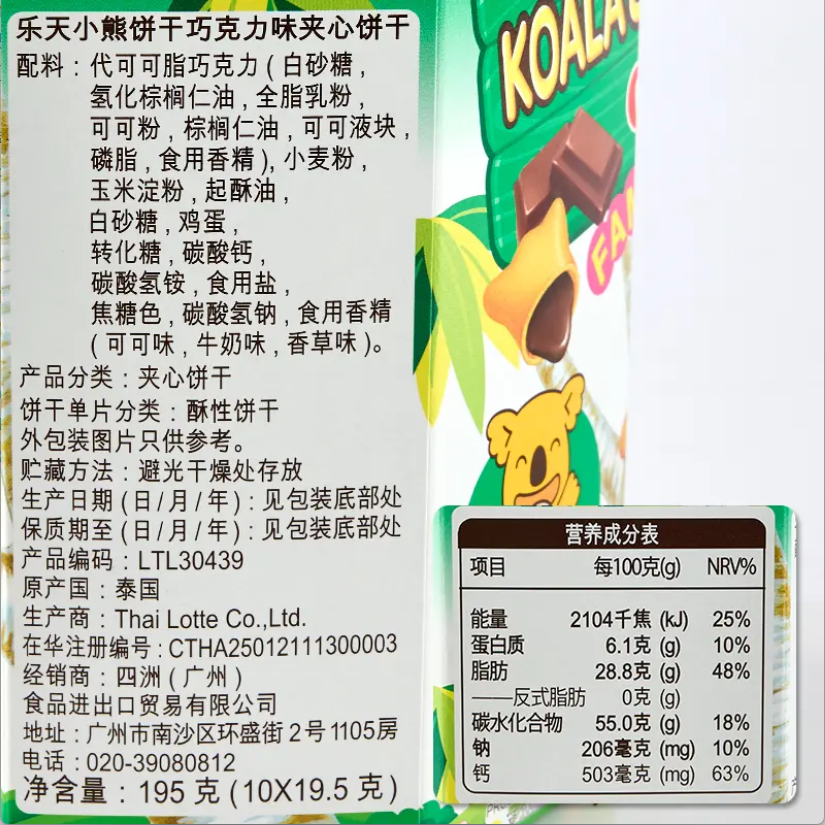 乐天小熊饼干巧克力味夹心饼干
配料：代可可脂巧克力（白砂糖，
氢化棕榈仁油，全脂乳粉，
可可粉，棕榈仁油，可可液块，
磷脂，食用香精），小麦粉，
玉米淀粉，起酥油，
白砂糖，鸡蛋，
转化糖，碳酸钙，
碳酸氢铵，食用盐，
焦糖色，碳酸氢钠，食用香精
（可可味，牛奶味，香草味）。
产品分类：夹心饼干
饼干单片分类：酥性饼干
外包装图片只供参考。
贮藏方法：避光干燥处存放
生产日期（日/月/年）：见包装底部处
保质期至（日/月/年）：见包装底部处
产品编码：LTL30439
原产国：泰国
生产商：Thai Lotte Co.,Ltd.
在华注册编号：CTHA25012111300003
经销商：四洲（广州）
食品进出口贸易有限公司
地址：广州市南沙区环盛街2号1105房
电话：020-39080812
净含量：195克（10X19.5克）
KOALA
FAM
营养成分表
项目 每100克(g) NRV%
能量 2104千焦 (kJ) 25%
蛋白质 6.1克 (g) 10%
脂肪 28.8克 (g) 48%
——反式脂肪 0克 (g)
碳水化合物 55.0克 (g) 18%
钠 206毫克 (mg) 10%
钙 503毫克 (mg) 63%